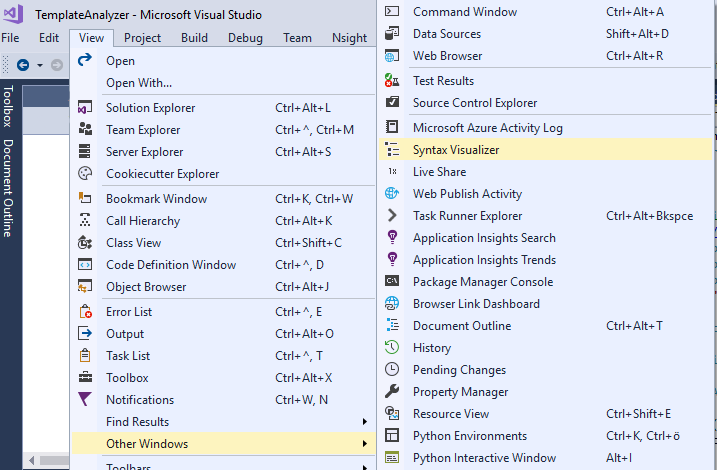 TemplateAnalyzer - Microsoft Visual Studio
File Edit View Project Build Debug Team Nsight
Toolbox
Document Outline
Open
Open With...
Solution Explorer Ctrl+Alt+L
Team Explorer Ctrl+^, Ctrl+M
Server Explorer Ctrl+Alt+S
Cookiecutter Explorer
Bookmark Window Ctrl+K, Ctrl+W
Call Hierarchy Ctrl+Alt+K
Class View Ctrl+Shift+C
Code Definition Window Ctrl+^, D
Object Browser Ctrl+Alt+J
Error List Ctrl+^, E
Output Ctrl+Alt+O
Task List Ctrl+^, T
Toolbox Ctrl+Alt+X
Notifications Ctrl+W, N
Find Results
Other Windows
Toolbars
Command Window Ctrl+Alt+A
Data Sources Shift+Alt+D
Web Browser Ctrl+Alt+R
Test Results
Source Control Explorer
Microsoft Azure Activity Log
Syntax Visualizer
Live Share
Web Publish Activity
Task Runner Explorer Ctrl+Alt+Bkspce
Application Insights Search
Application Insights Trends
Package Manager Console
Browser Link Dashboard
Document Outline Ctrl+Alt+T
History
Pending Changes
Property Manager
Resource View Ctrl+Shift+E
Python Environments Ctrl+K, Ctrl+ö
Python Interactive Window Alt+I